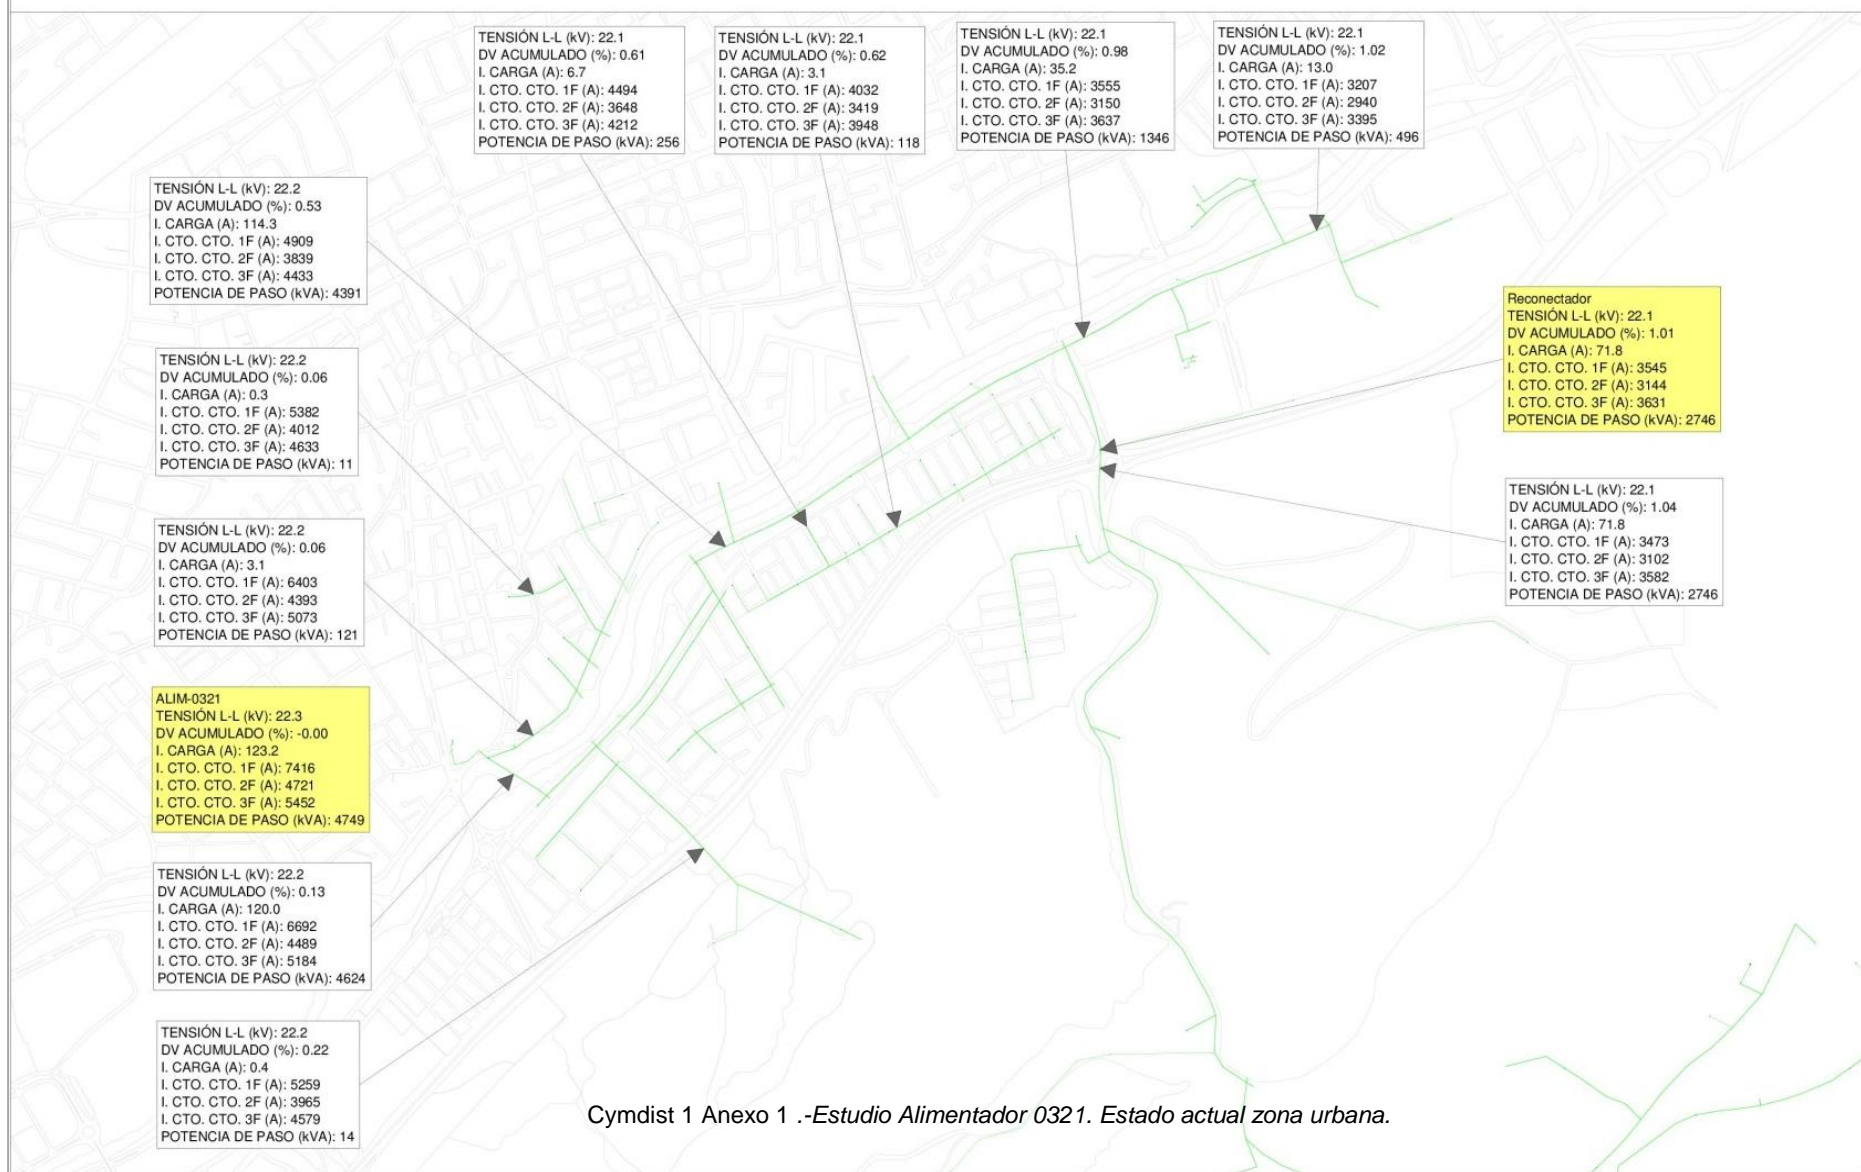 TENSIÓN L-L (kV): 22.1
DV ACUMULADO (%): 0.61
I. CARGA (A): 6.7
I. CTO. CTO. 1F (A): 4494
I. CTO. CTO. 2F (A): 3648
I. CTO. CTO. 3F (A): 4212
POTENCIA DE PASO (kVA): 256
TENSIÓN L-L (kV): 22.1
DV ACUMULADO (%): 0.62
I. CARGA (A): 3.1
I. CTO. CTO. 1F (A): 4032
I. CTO. CTO. 2F (A): 3419
I. CTO. CTO. 3F (A): 3948
POTENCIA DE PASO (kVA): 118
TENSIÓN L-L (kV): 22.1
DV ACUMULADO (%): 0.98
I. CARGA (A): 35.2
I. CTO. CTO. 1F (A): 3555
I. CTO. CTO. 2F (A): 3150
I. CTO. CTO. 3F (A): 3637
POTENCIA DE PASO (kVA): 1346
TENSIÓN L-L (kV): 22.1
DV ACUMULADO (%): 1.02
I. CARGA (A): 13.0
I. CTO. CTO. 1F (A): 3207
I. CTO. CTO. 2F (A): 2940
I. CTO. CTO. 3F (A): 3395
POTENCIA DE PASO (kVA): 496
TENSIÓN L-L (kV): 22.2
DV ACUMULADO (%): 0.53
I. CARGA (A): 114.3
I. CTO. CTO. 1F (A): 4909
I. CTO. CTO. 2F (A): 3839
I. CTO. CTO. 3F (A): 4433
POTENCIA DE PASO (kVA): 4391
Reconectador
TENSIÓN L-L (kV): 22.1
DV ACUMULADO (%): 1.01
I. CARGA (A): 71.8
I. CTO. CTO. 1F (A): 3545
I. CTO. CTO. 2F (A): 3144
I. CTO. CTO. 3F (A): 3631
POTENCIA DE PASO (kVA): 2746
TENSIÓN L-L (kV): 22.2
DV ACUMULADO (%): 0.06
I. CARGA (A): 0.3
I. CTO. CTO. 1F (A): 5382
I. CTO. CTO. 2F (A): 4012
I. CTO. CTO. 3F (A): 4633
POTENCIA DE PASO (kVA): 11
TENSIÓN L-L (kV): 22.1
DV ACUMULADO (%): 1.04
I. CARGA (A): 71.8
I. CTO. CTO. 1F (A): 3473
I. CTO. CTO. 2F (A): 3102
I. CTO. CTO. 3F (A): 3582
POTENCIA DE PASO (kVA): 2746
TENSIÓN L-L (kV): 22.2
DV ACUMULADO (%): 0.06
I. CARGA (A): 3.1
I. CTO. CTO. 1F (A): 6403
I. CTO. CTO. 2F (A): 4393
I. CTO. CTO. 3F (A): 5073
POTENCIA DE PASO (kVA): 121
ALIM-0321
TENSIÓN L-L (kV): 22.3
DV ACUMULADO (%): -0.00
I. CARGA (A): 123.2
I. CTO. CTO. 1F (A): 7416
I. CTO. CTO. 2F (A): 4721
I. CTO. CTO. 3F (A): 5452
POTENCIA DE PASO (kVA): 4749
TENSIÓN L-L (kV): 22.2
DV ACUMULADO (%): 0.13
I. CARGA (A): 120.0
I. CTO. CTO. 1F (A): 6692
I. CTO. CTO. 2F (A): 4489
I. CTO. CTO. 3F (A): 5184
POTENCIA DE PASO (kVA): 4624
TENSIÓN L-L (kV): 22.2
DV ACUMULADO (%): 0.22
I. CARGA (A): 0.4
I. CTO. CTO. 1F (A): 5259
I. CTO. CTO. 2F (A): 3965
I. CTO. CTO. 3F (A): 4579
POTENCIA DE PASO (kVA): 14
Cymdist 1 Anexo 1 .-Estudio Alimentador 0321. Estado actual zona urbana.